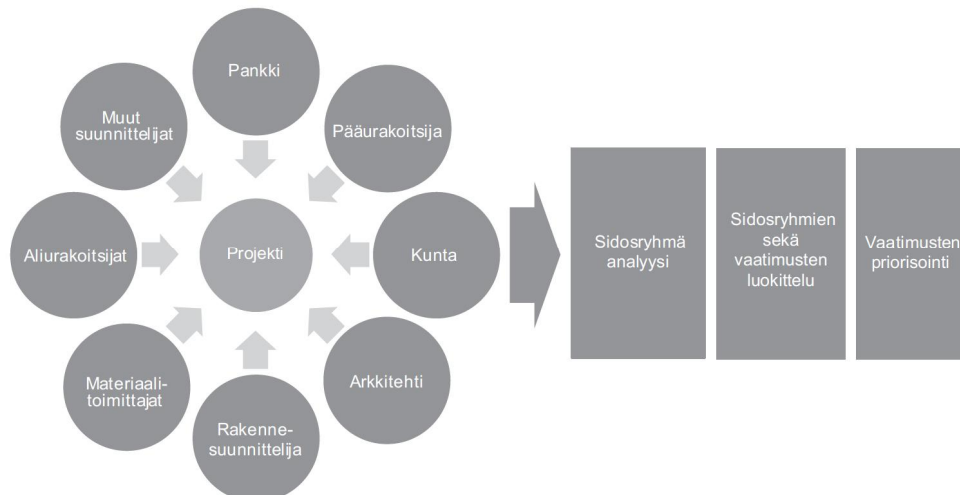 Pankki
Pääurakoitsija
Kunta
Arkkitehti
Rakenne-
suunnittelija
Materiaali-
toimittajat
Aliurakoitsijat
Muut
suunnittelijat
Projekti
Sidosryhmä
analyysi
Sidosryhmien
sekä
vaatimusten
luokittelu
Vaatimusten
priorisointi